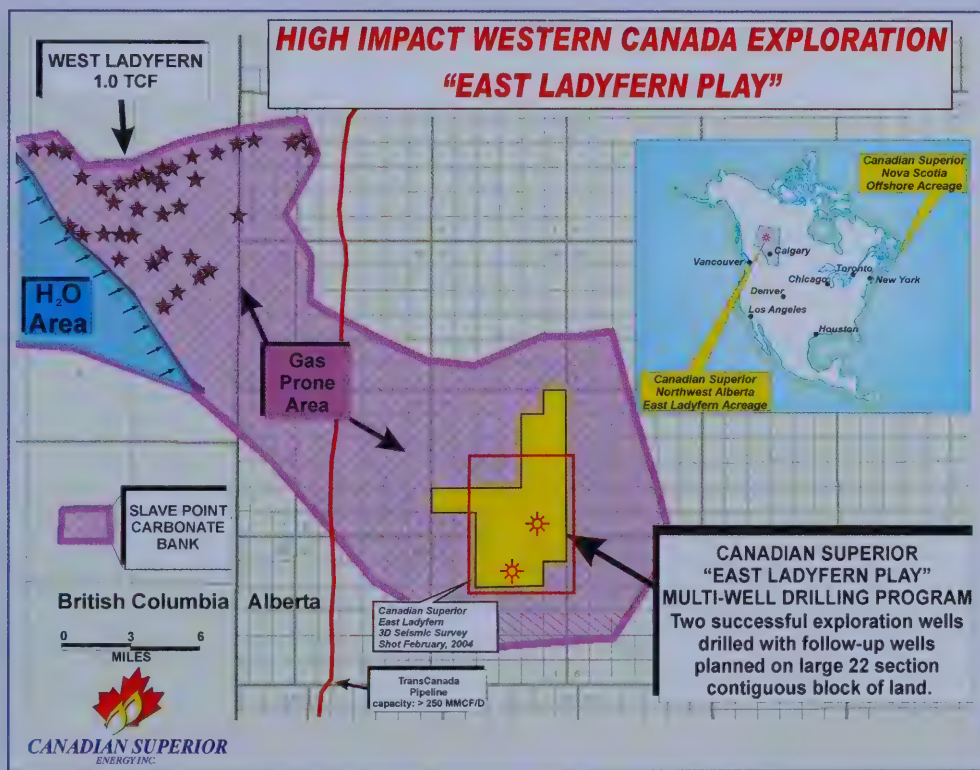 HIGH IMPACT WESTERN CANADA EXPLORATION
“EAST LADYFERN PLAY”
WEST LADYFERN
1.0 TCF
H2O
Area
Gas
Prone
Area
Canadian Superior
Nova Scotia
Offshore Acreage
Vancouver
Calgary
Toronto
Chicago
New York
Denver
Los Angeles
Houston
Canadian Superior
Northwest Alberta
East Ladyfern Acreage
SLAVE POINT
CARBONATE
BANK
British Columbia
Alberta
0 3 6
MILES
Canadian Superior
East Ladyfern
3D Seismic Survey
Shot February, 2004
TransCanada
Pipeline
capacity: > 250 MMCF/D
CANADIAN SUPERIOR
“EAST LADYFERN PLAY”
MULTI-WELL DRILLING PROGRAM
Two successful exploration wells
drilled with follow-up wells
planned on large 22 section
contiguous block of land.
CANADIAN SUPERIOR
ENERGY INC.